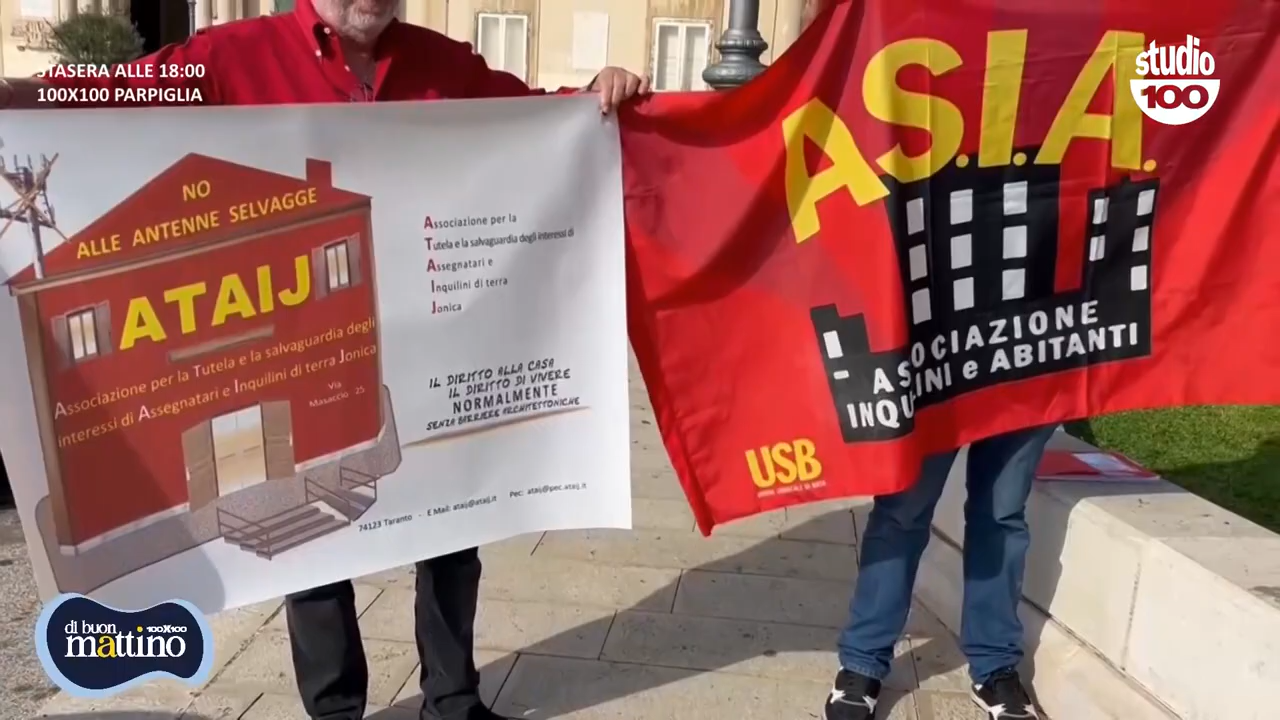 STASERA ALLE 18:00
100X100 PARPIGLIA
studio
100
NO
ALLE ANTENNE SELVAGGE
ATAIJ
Associazione per la Tutela e la salvaguardia degli
interessi di Assegnatari e Inquilini di terra Jonica
Via
Masaccio 25
Associazione per la
Tutela e la salvaguardia degli interessi di
Assegnatari e
Inquilini di terra
Jonica
IL DIRITTO ALLA CASA
IL DIRITTO DI VIVERE
NORMALMENTE
SENZA BARRIERE ARCHITETTONICHE
74123 Taranto - E Mail: ataij@ataij.it Pec: ataij@pec.ataij.it
A.S.I.A.
ASSOCIAZIONE
INQUILINI e ABITANTI
USB
di buon 100X100
mattino